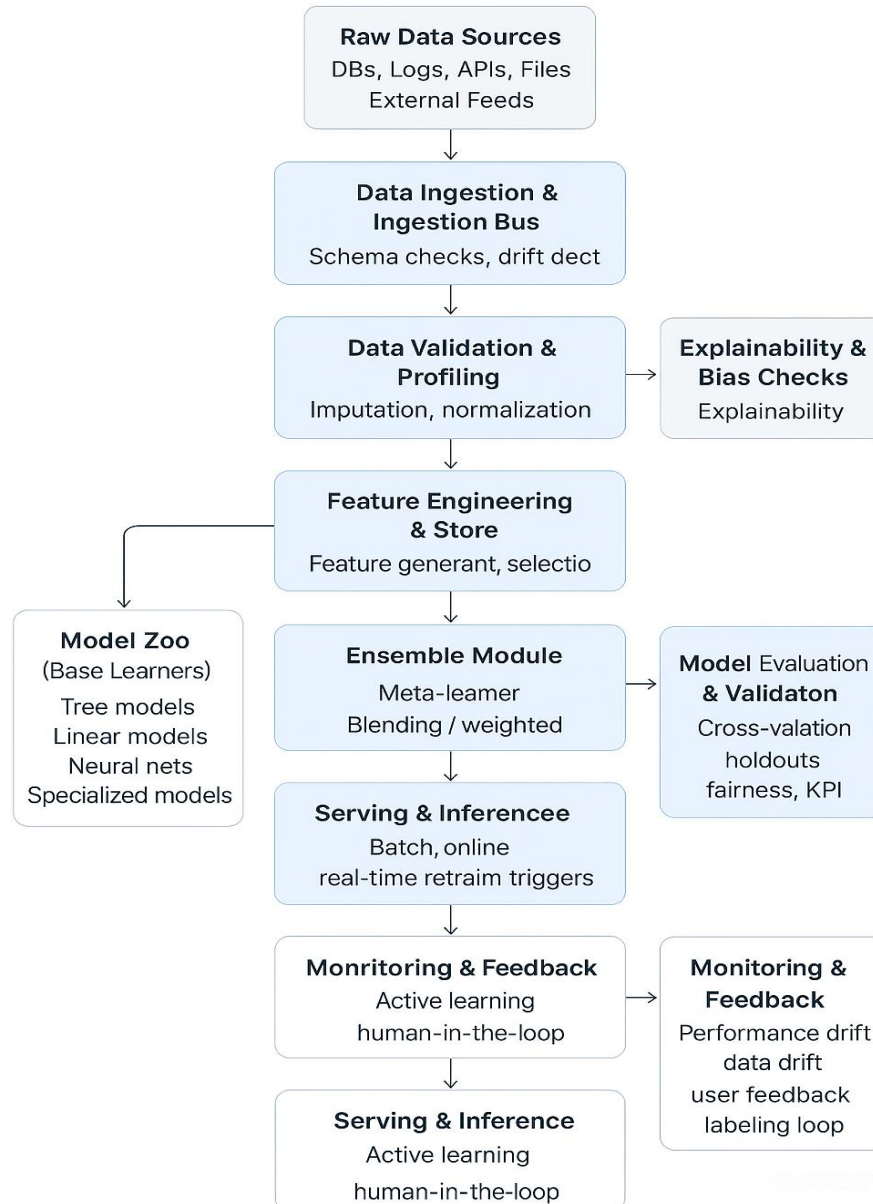 Raw Data Sources
DBs, Logs, APIs, Files
External Feeds
Data Ingestion &
Ingestion Bus
Schema checks, drift dect
Data Validation &
Profiling
Imputation, normalization
Explainability &
Bias Checks
Explainability
Feature Engineering
& Store
Feature generant, selectio
Model Zoo
(Base Learners)
Tree models
Linear models
Neural nets
Specialized models
Ensemble Module
Meta-leamer
Blending / weighted
Model Evaluation
& Validaton
Cross-valation
holdouts
fairness, KPI
Serving & Inferencee
Batch, online
real-time retraim triggers
Monritoring & Feedback
Active learning
human-in-the-loop
Monitoring &
Feedback
Performance drift
data drift
user feedback
labeling loop
Serving & Inference
Active learning
human-in-the-loop